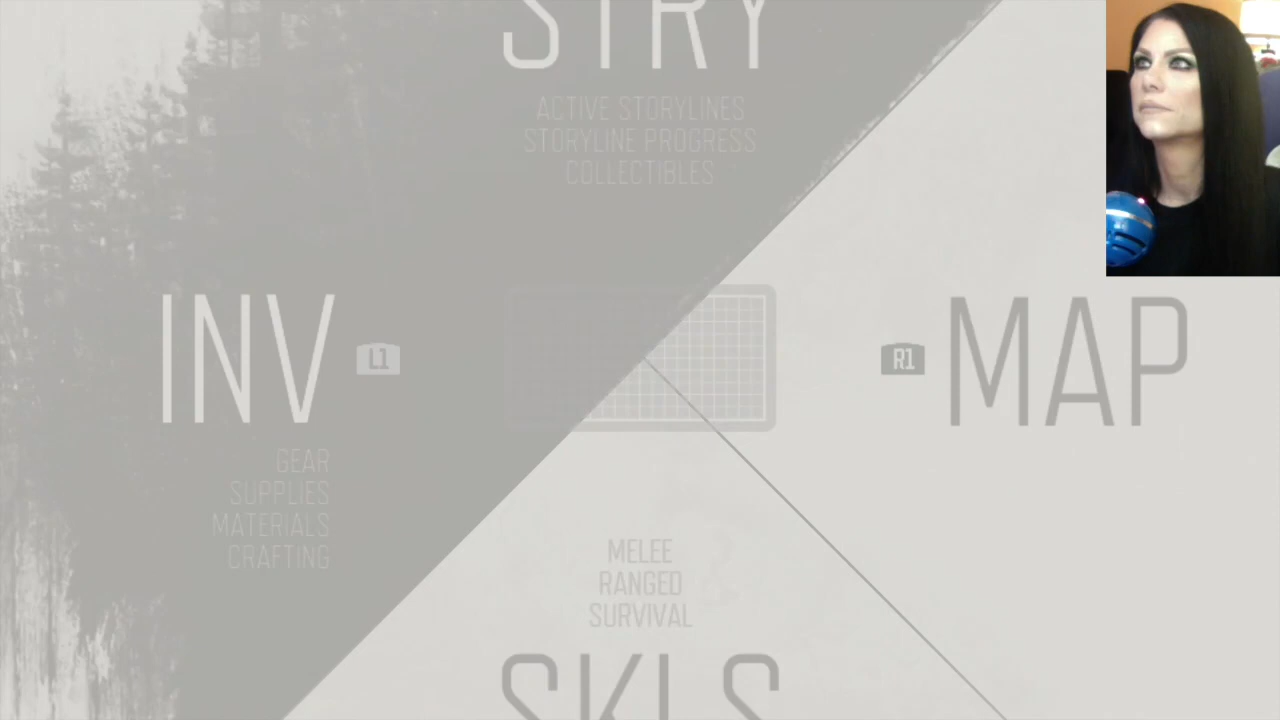 STRY
ACTIVE STORYLINES
STORYLINE PROGRESS
COLLECTIBLES
INV
L1
R1
MAP
GEAR
SUPPLIES
MATERIALS
CRAFTING
MELEE
RANGED
SURVIVAL
SKLS